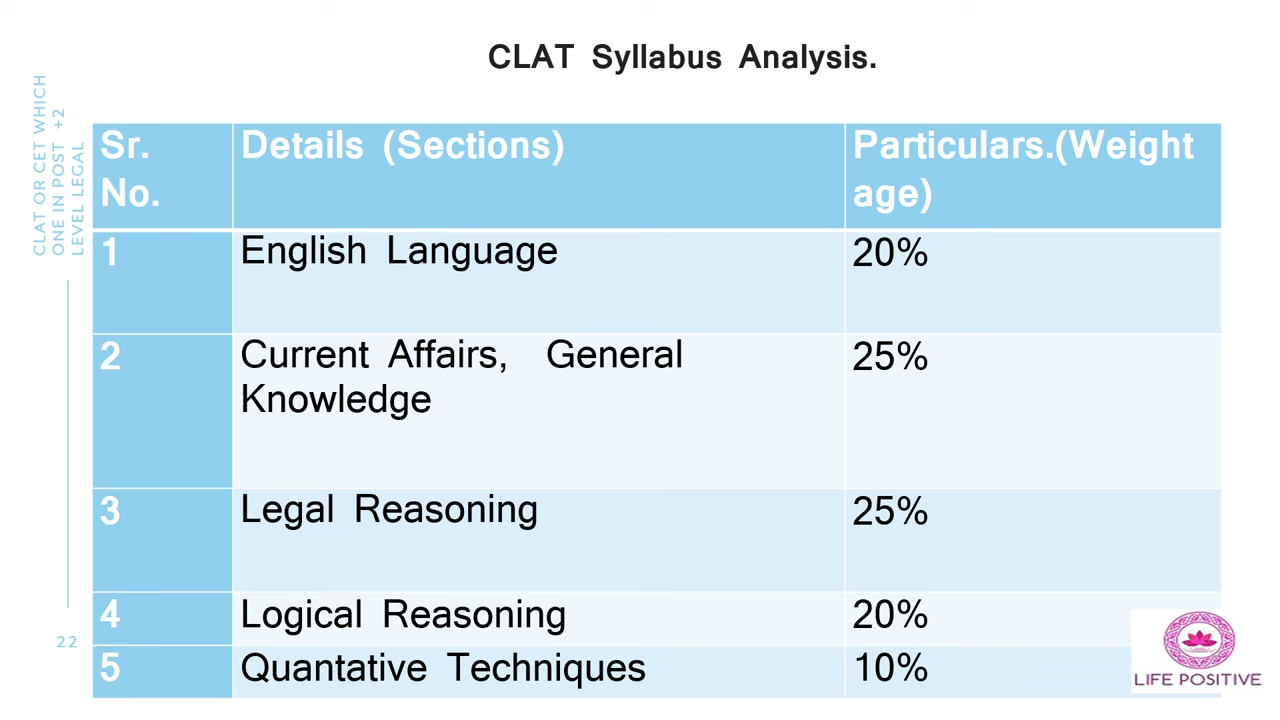 CLAT Syllabus Analysis.
CLAT OR CET WHICH
ONE IN POST +2
LEVEL LEGAL
Sr. No. Details (Sections) Particulars.(Weightage)
1 English Language 20%
2 Current Affairs, General Knowledge 25%
3 Legal Reasoning 25%
4 Logical Reasoning 20%
5 Quantative Techniques 10%
22
LIFE POSITIVE